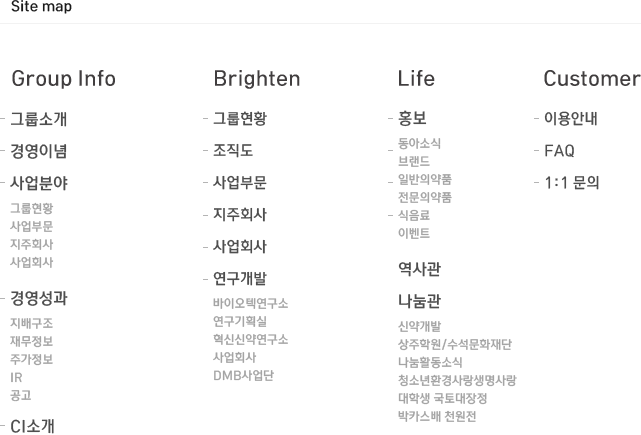 Site map
Group Info
그룹소개
경영이념
사업분야
그룹현황
사업부문
지주회사
사업회사
경영성과
지배구조
재무정보
주가정보
IR
공고
CI소개
Brighten
그룹현황
조직도
사업부문
지주회사
사업회사
연구개발
바이오텍연구소
연구기획실
혁신신약연구소
사업회사
DMB사업단
Life
홍보
동아소식
브랜드
일반의약품
전문의약품
식음료
이벤트
역사관
나눔관
신약개발
상주학원/수석문화재단
나눔활동소식
청소년환경사랑생명사랑
대학생 국토대장정
박카스배 천원전
Customer
이용안내
FAQ
1:1 문의